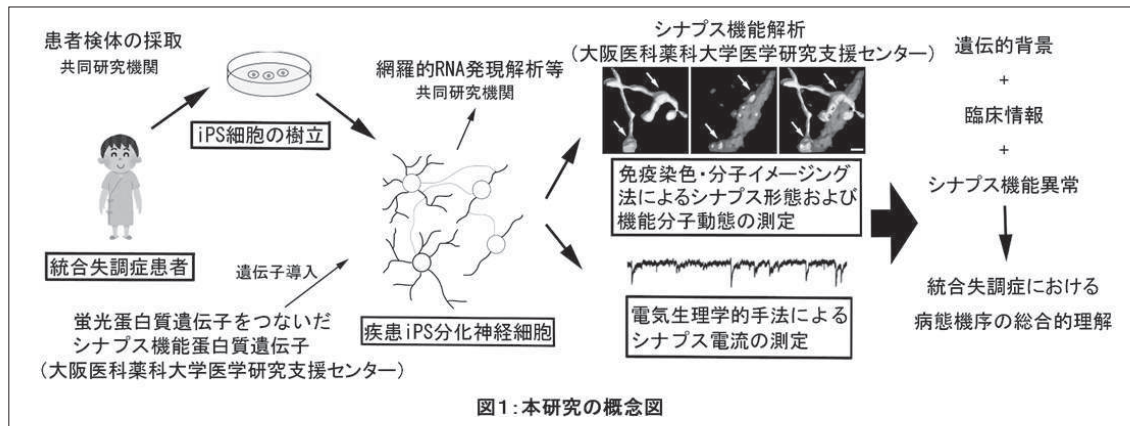 患者検体の採取
共同研究機関
iPS細胞の樹立
統合失調症患者
遺伝子導入
蛍光蛋白質遺伝子をつないだ
シナプス機能蛋白質遺伝子
(大阪医科薬科大学医学研究支援センター)
網羅的RNA発現解析等
共同研究機関
疾患iPS分化神経細胞
シナプス機能解析
(大阪医科薬科大学医学研究支援センター)
免疫染色・分子イメージング
法によるシナプス形態および
機能分子動態の測定
電気生理学的手法による
シナプス電流の測定
遺伝的背景
+
臨床情報
+
シナプス機能異常
統合失調症における
病態機序の総合的理解
図1:本研究の概念図